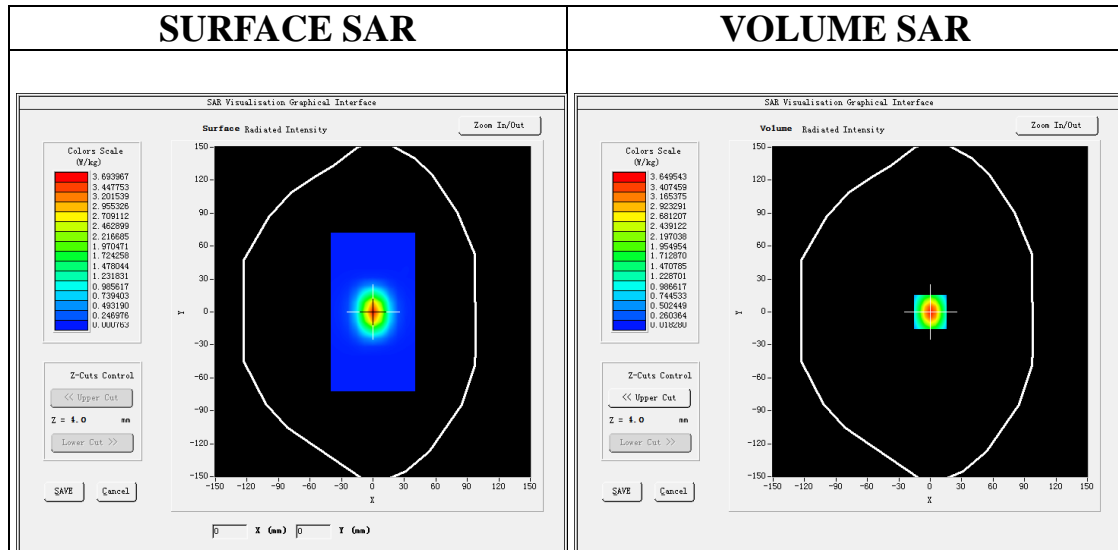 SURFACE SAR
VOLUME SAR
SAR Visualisation Graphical Interface
Surface Radiated Intensity
Zoom In/Out
Colors Scale
(W/kg)
3.693967
3.447753
3.201539
2.955326
2.709112
2.462899
2.216685
1.970471
1.724258
1.478044
1.231831
0.985617
0.739403
0.493190
0.246976
0.000763
150
120
90
60
30
0
-30
-60
-90
-120
-150
Y
-150 -120 -90 -60 -30 0 30 60 90 120 150
X
Z-Cuts Control
<< Upper Cut
Z = 4.0 mm
Lower Cut >>
SAVE Cancel
0 X (mm) 0 Y (mm)
SAR Visualisation Graphical Interface
Volume Radiated Intensity
Zoom In/Out
Colors Scale
(W/kg)
3.649543
3.407459
3.165375
2.923291
2.681207
2.439122
2.197038
1.954954
1.712870
1.470785
1.228701
0.986617
0.744533
0.502449
0.260364
0.018280
150
120
90
60
30
0
-30
-60
-90
-120
-150
Y
-150 -120 -90 -60 -30 0 30 60 90 120 150
X
Z-Cuts Control
<< Upper Cut
Z = 4.0 mm
Lower Cut >>
SAVE Cancel